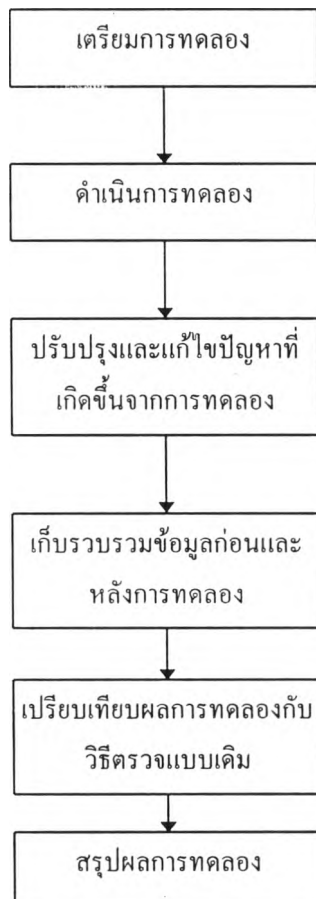 เตรียมการทดลอง
ดำเนินการทดลอง
ปรับปรุงและแก้ไขปัญหาที่
เกิดขึ้นจากการทดลอง
เก็บรวบรวมข้อมูลก่อนและ
หลังการทดลอง
เปรียบเทียบผลการทดลองกับ
วิธีตรวจแบบเดิม
สรุปผลการทดลอง